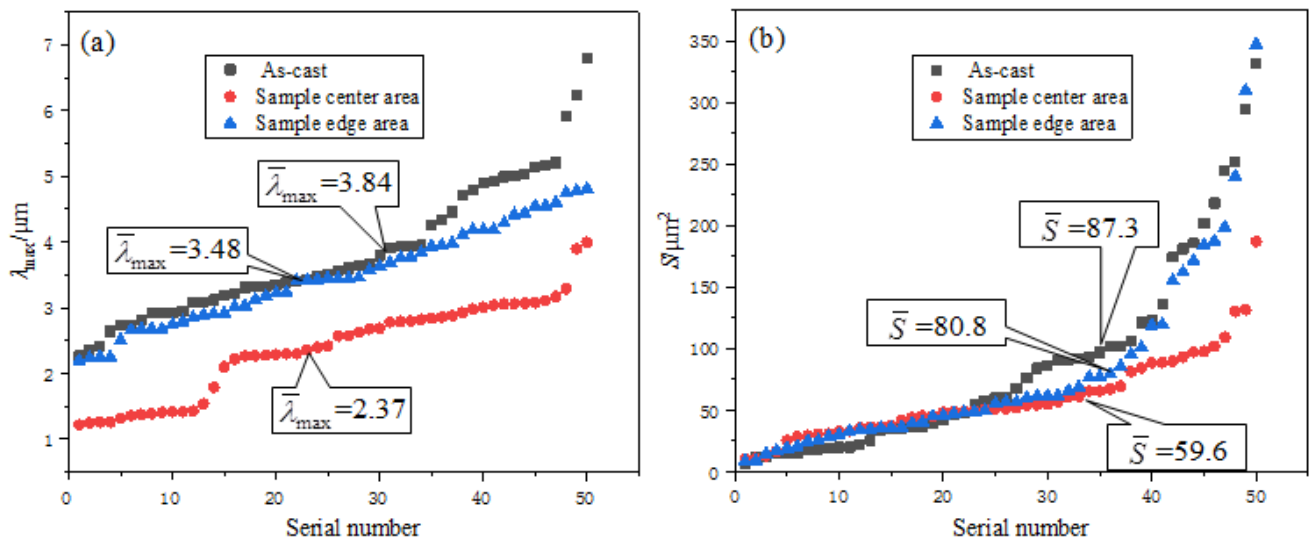 (a)
As-cast
Sample center area
Sample edge area
λ̅max=3.84
λ̅max=3.48
λ̅max=2.37
λmax/μm
7
6
5
4
3
2
1
0 10 20 30 40 50
Serial number
(b)
As-cast
Sample center area
Sample edge area
S̅=87.3
S̅=80.8
S̅=59.6
S/μm²
350
300
250
200
150
100
50
0
0 10 20 30 40 50
Serial number